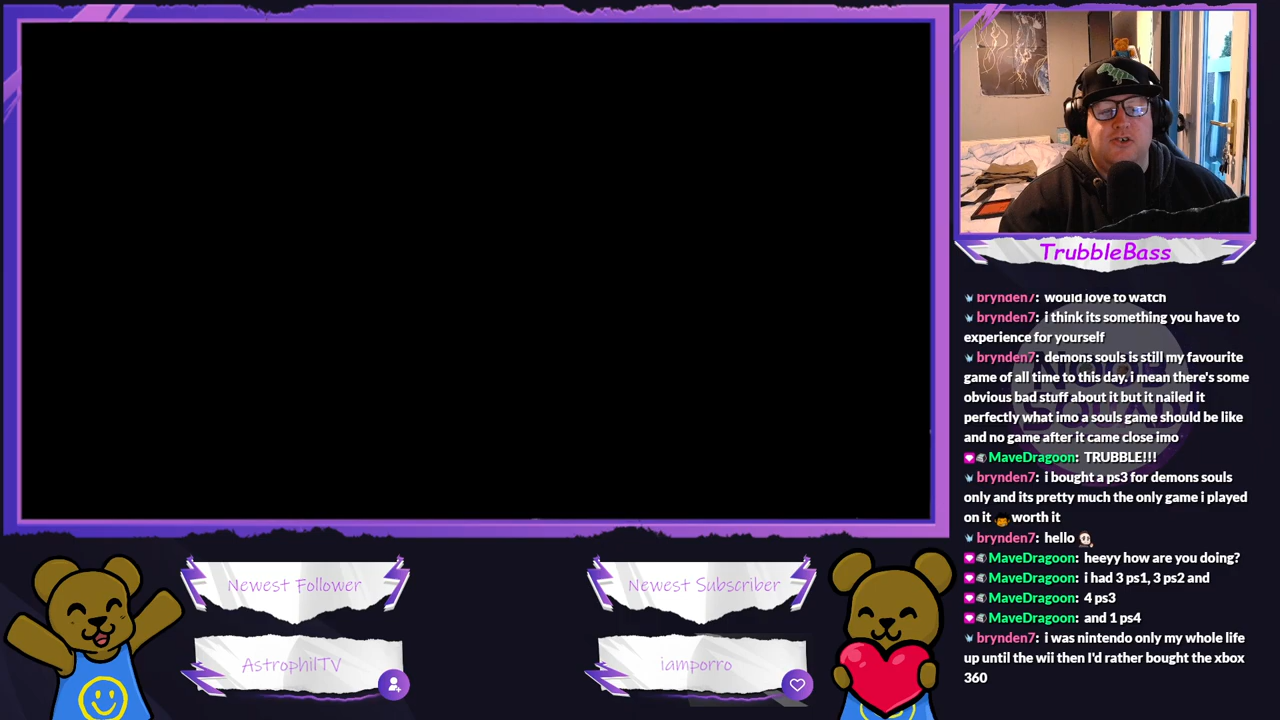 TrubbleBass
brynden7: would love to watch
brynden7: i think its something you have to
experience for yourself
brynden7: demons souls is still my favourite
game of all time to this day. i mean there's some
obvious bad stuff about it but it nailed it
perfectly what imo a souls game should be like
and no game after it came close imo
MaveDragoon: TRUBBLE!!!
brynden7: i bought a ps3 for demons souls
only and its pretty much the only game i played
on it worth it
brynden7: hello
MaveDragoon: heeyy how are you doing?
MaveDragoon: i had 3 ps1, 3 ps2 and
MaveDragoon: 4 ps3
MaveDragoon: and 1 ps4
brynden7: i was nintendo only my whole life
up until the wii then I'd rather bought the xbox
360
NOOB
SQUAD
Newest Follower
AstrophilTV
Newest Subscriber
iamporro